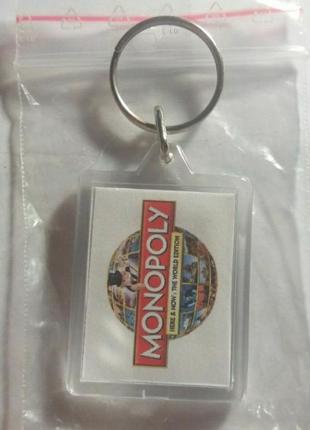 MONOPOLY
HERE & NOW: THE WORLD EDITION